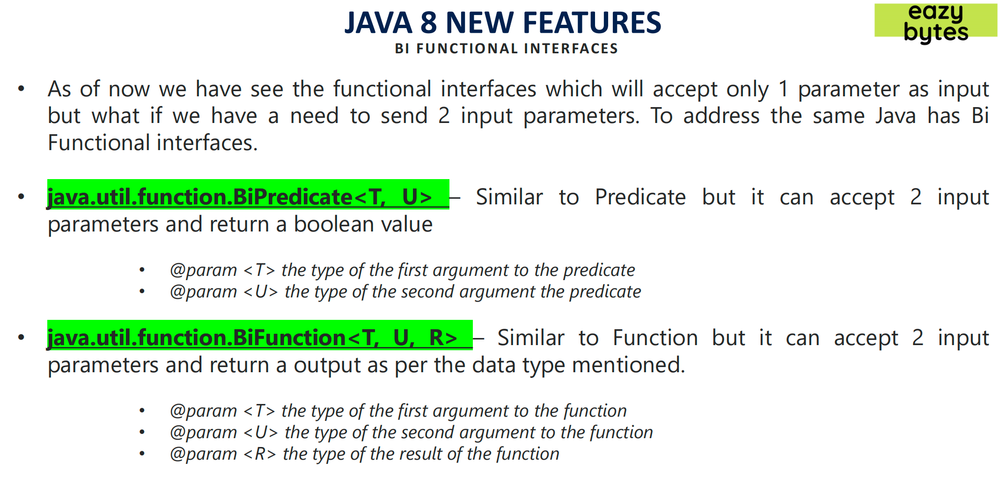 JAVA 8 NEW FEATURES
eazy
bytes
BI FUNCTIONAL INTERFACES
• As of now we have see the functional interfaces which will accept only 1 parameter as input
but what if we have a need to send 2 input parameters. To address the same Java has Bi
Functional interfaces.
• java.util.function.BiPredicate<T, U> – Similar to Predicate but it can accept 2 input
parameters and return a boolean value
• @param <T> the type of the first argument to the predicate
• @param <U> the type of the second argument the predicate
• java.util.function.BiFunction<T, U, R> – Similar to Function but it can accept 2 input
parameters and return a output as per the data type mentioned.
• @param <T> the type of the first argument to the function
• @param <U> the type of the second argument to the function
• @param <R> the type of the result of the function